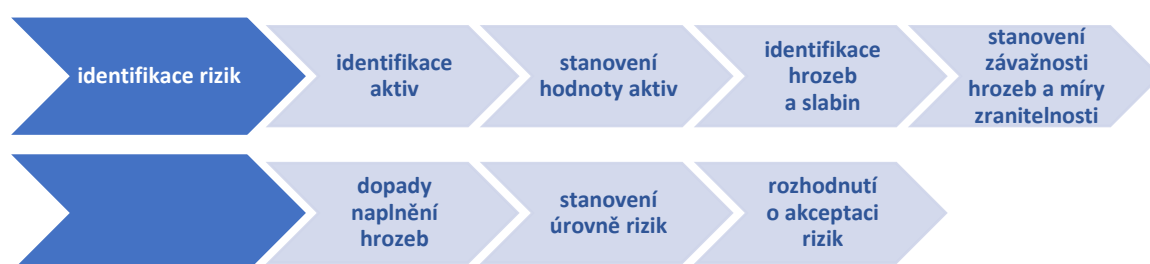 identifikace rizik
identifikace
aktiv
stanovení
hodnoty aktiv
identifikace
hrozeb
a slabin
stanovení
závažnosti
hrozeb a míry
zranitelnosti
dopady
naplnění
hrozeb
stanovení
úrovně rizik
rozhodnutí
o akceptaci
rizik